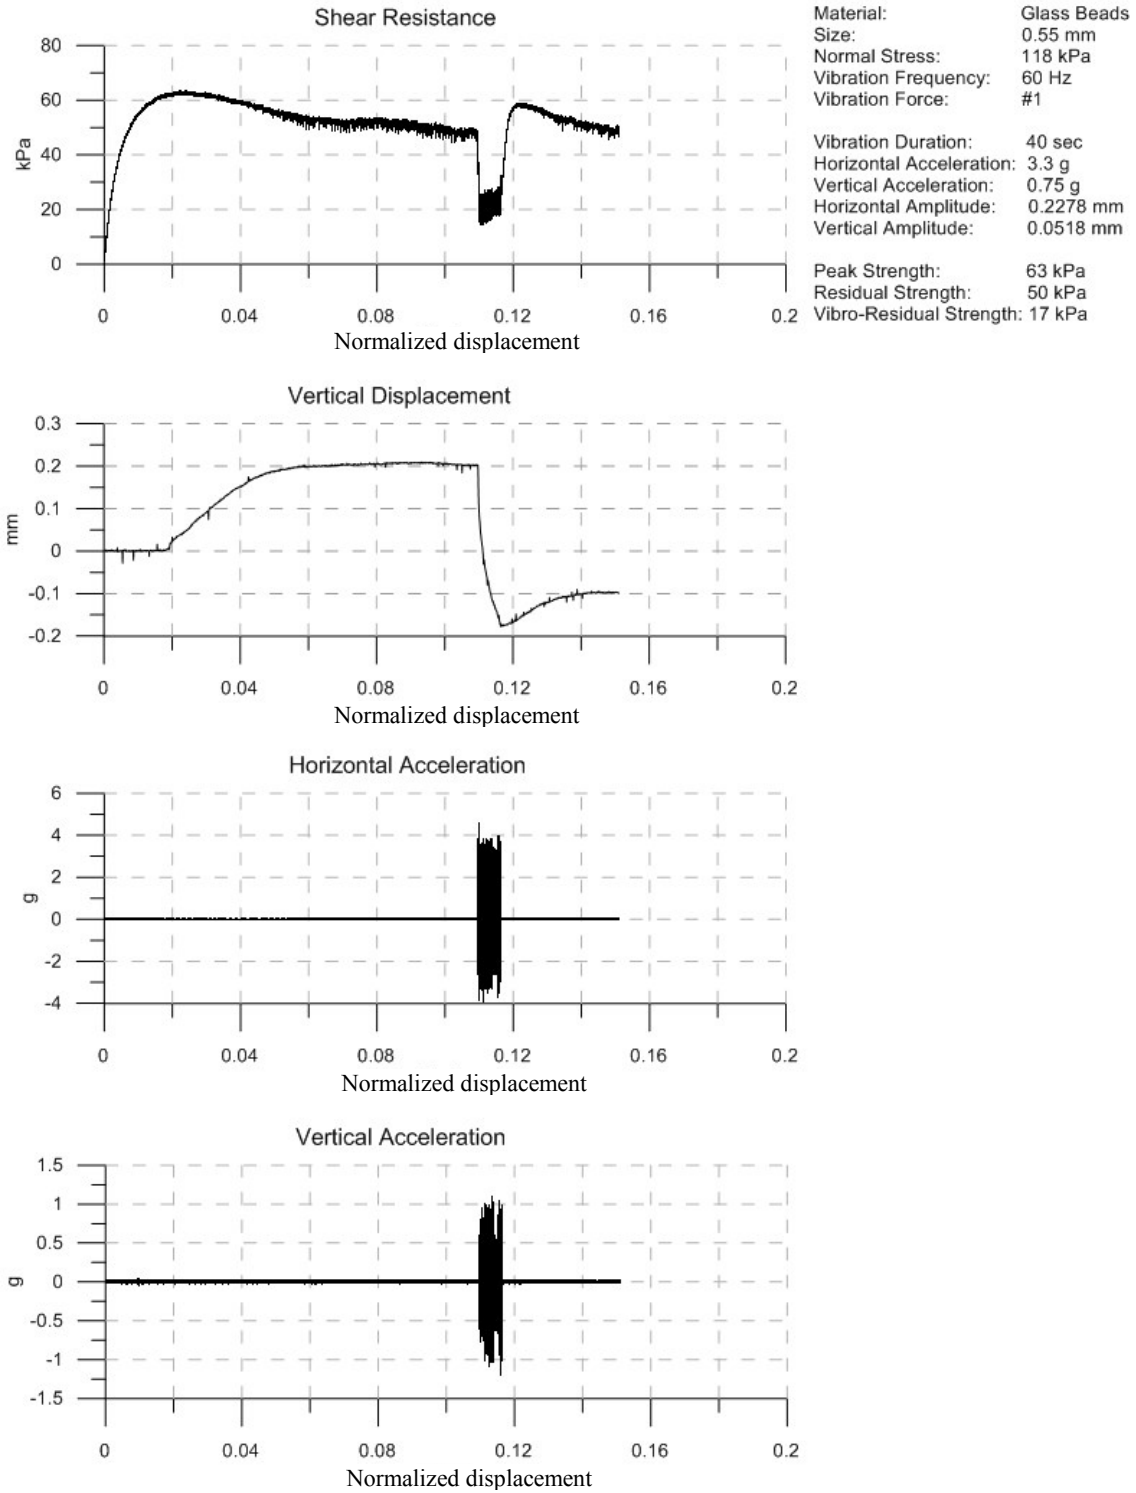 Shear Resistance
80
60
40
20
0
kPa
0 0.04 0.08 0.12 0.16 0.2
Normalized displacement
Material: Glass Beads
Size: 0.55 mm
Normal Stress: 118 kPa
Vibration Frequency: 60 Hz
Vibration Force: #1
Vibration Duration: 40 sec
Horizontal Acceleration: 3.3 g
Vertical Acceleration: 0.75 g
Horizontal Amplitude: 0.2278 mm
Vertical Amplitude: 0.0518 mm
Peak Strength: 63 kPa
Residual Strength: 50 kPa
Vibro-Residual Strength: 17 kPa
Vertical Displacement
0.3
0.2
0.1
0
-0.1
-0.2
mm
0 0.04 0.08 0.12 0.16 0.2
Normalized displacement
Horizontal Acceleration
6
4
2
0
-2
-4
g
0 0.04 0.08 0.12 0.16 0.2
Normalized displacement
Vertical Acceleration
1.5
1
0.5
0
-0.5
-1
-1.5
g
0 0.04 0.08 0.12 0.16 0.2
Normalized displacement